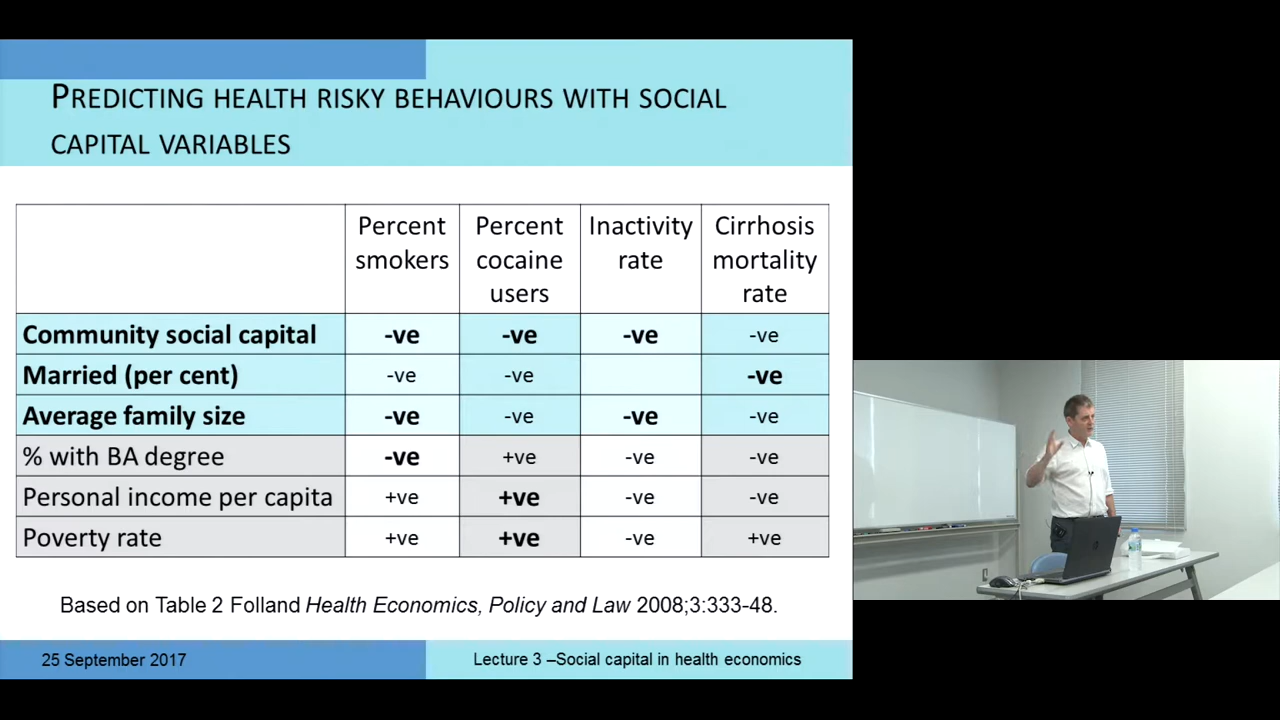 PREDICTING HEALTH RISKY BEHAVIOURS WITH SOCIAL
CAPITAL VARIABLES
Percent smokers
Percent cocaine users
Inactivity rate
Cirrhosis mortality rate
Community social capital -ve -ve -ve -ve
Married (per cent) -ve -ve -ve
Average family size -ve -ve -ve -ve
% with BA degree -ve +ve -ve -ve
Personal income per capita +ve +ve -ve -ve
Poverty rate +ve +ve -ve +ve
Based on Table 2 Folland Health Economics, Policy and Law 2008;3:333-48.
25 September 2017
Lecture 3 –Social capital in health economics